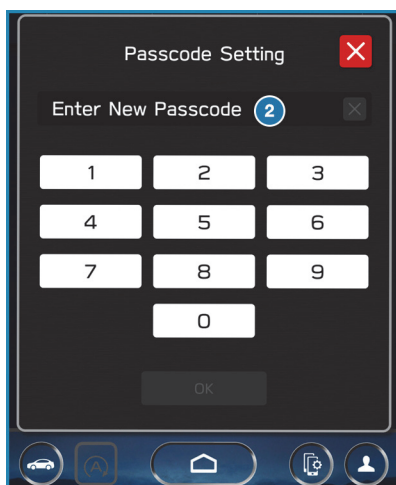 Passcode Setting
Enter New Passcode 2
1 2 3
4 5 6
7 8 9
0
OK
A